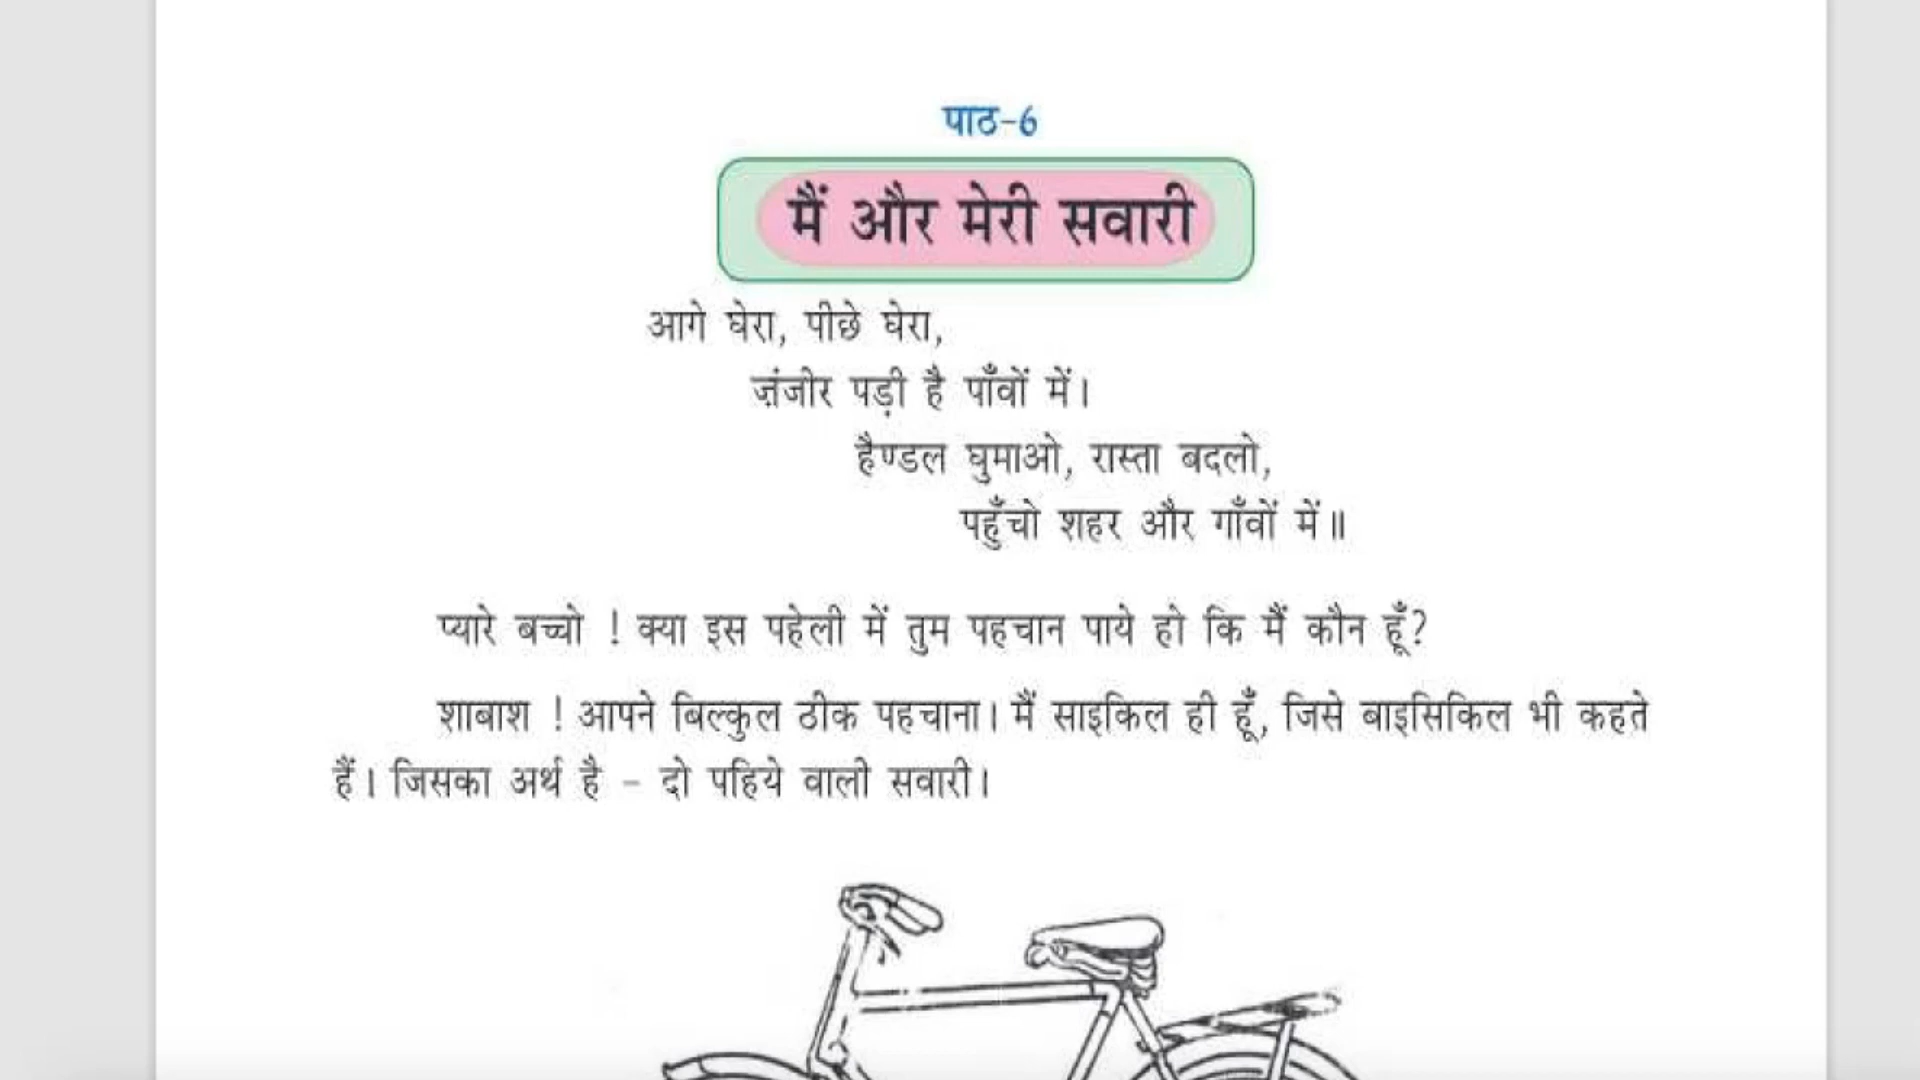 पाठ-6
मैं और मेरी सवारी
आगे घेरा, पीछे घेरा,
ज़ंजीर पड़ी है पाँवों में।
हैण्डल घुमाओ, रास्ता बदलो,
पहुँचो शहर और गाँवों में॥
प्यारे बच्चो ! क्या इस पहेली में तुम पहचान पाये हो कि मैं कौन हूँ?
शाबाश ! आपने बिल्कुल ठीक पहचाना। मैं साइकिल ही हूँ, जिसे बाइसिकिल भी कहते
हैं। जिसका अर्थ है - दो पहिये वाली सवारी।